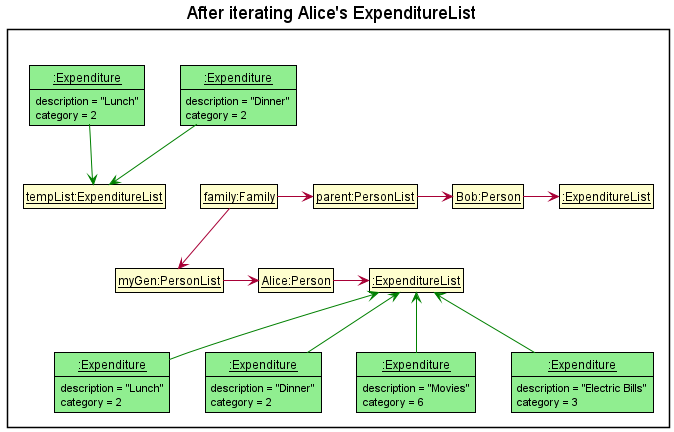 After iterating Alice's ExpenditureList
:Expenditure
description = "Lunch"
category = 2
:Expenditure
description = "Dinner"
category = 2
tempList:ExpenditureList
family:Family
parent:PersonList
Bob:Person
:ExpenditureList
myGen:PersonList
Alice:Person
:ExpenditureList
:Expenditure
description = "Lunch"
category = 2
:Expenditure
description = "Dinner"
category = 2
:Expenditure
description = "Movies"
category = 6
:Expenditure
description = "Electric Bills"
category = 3